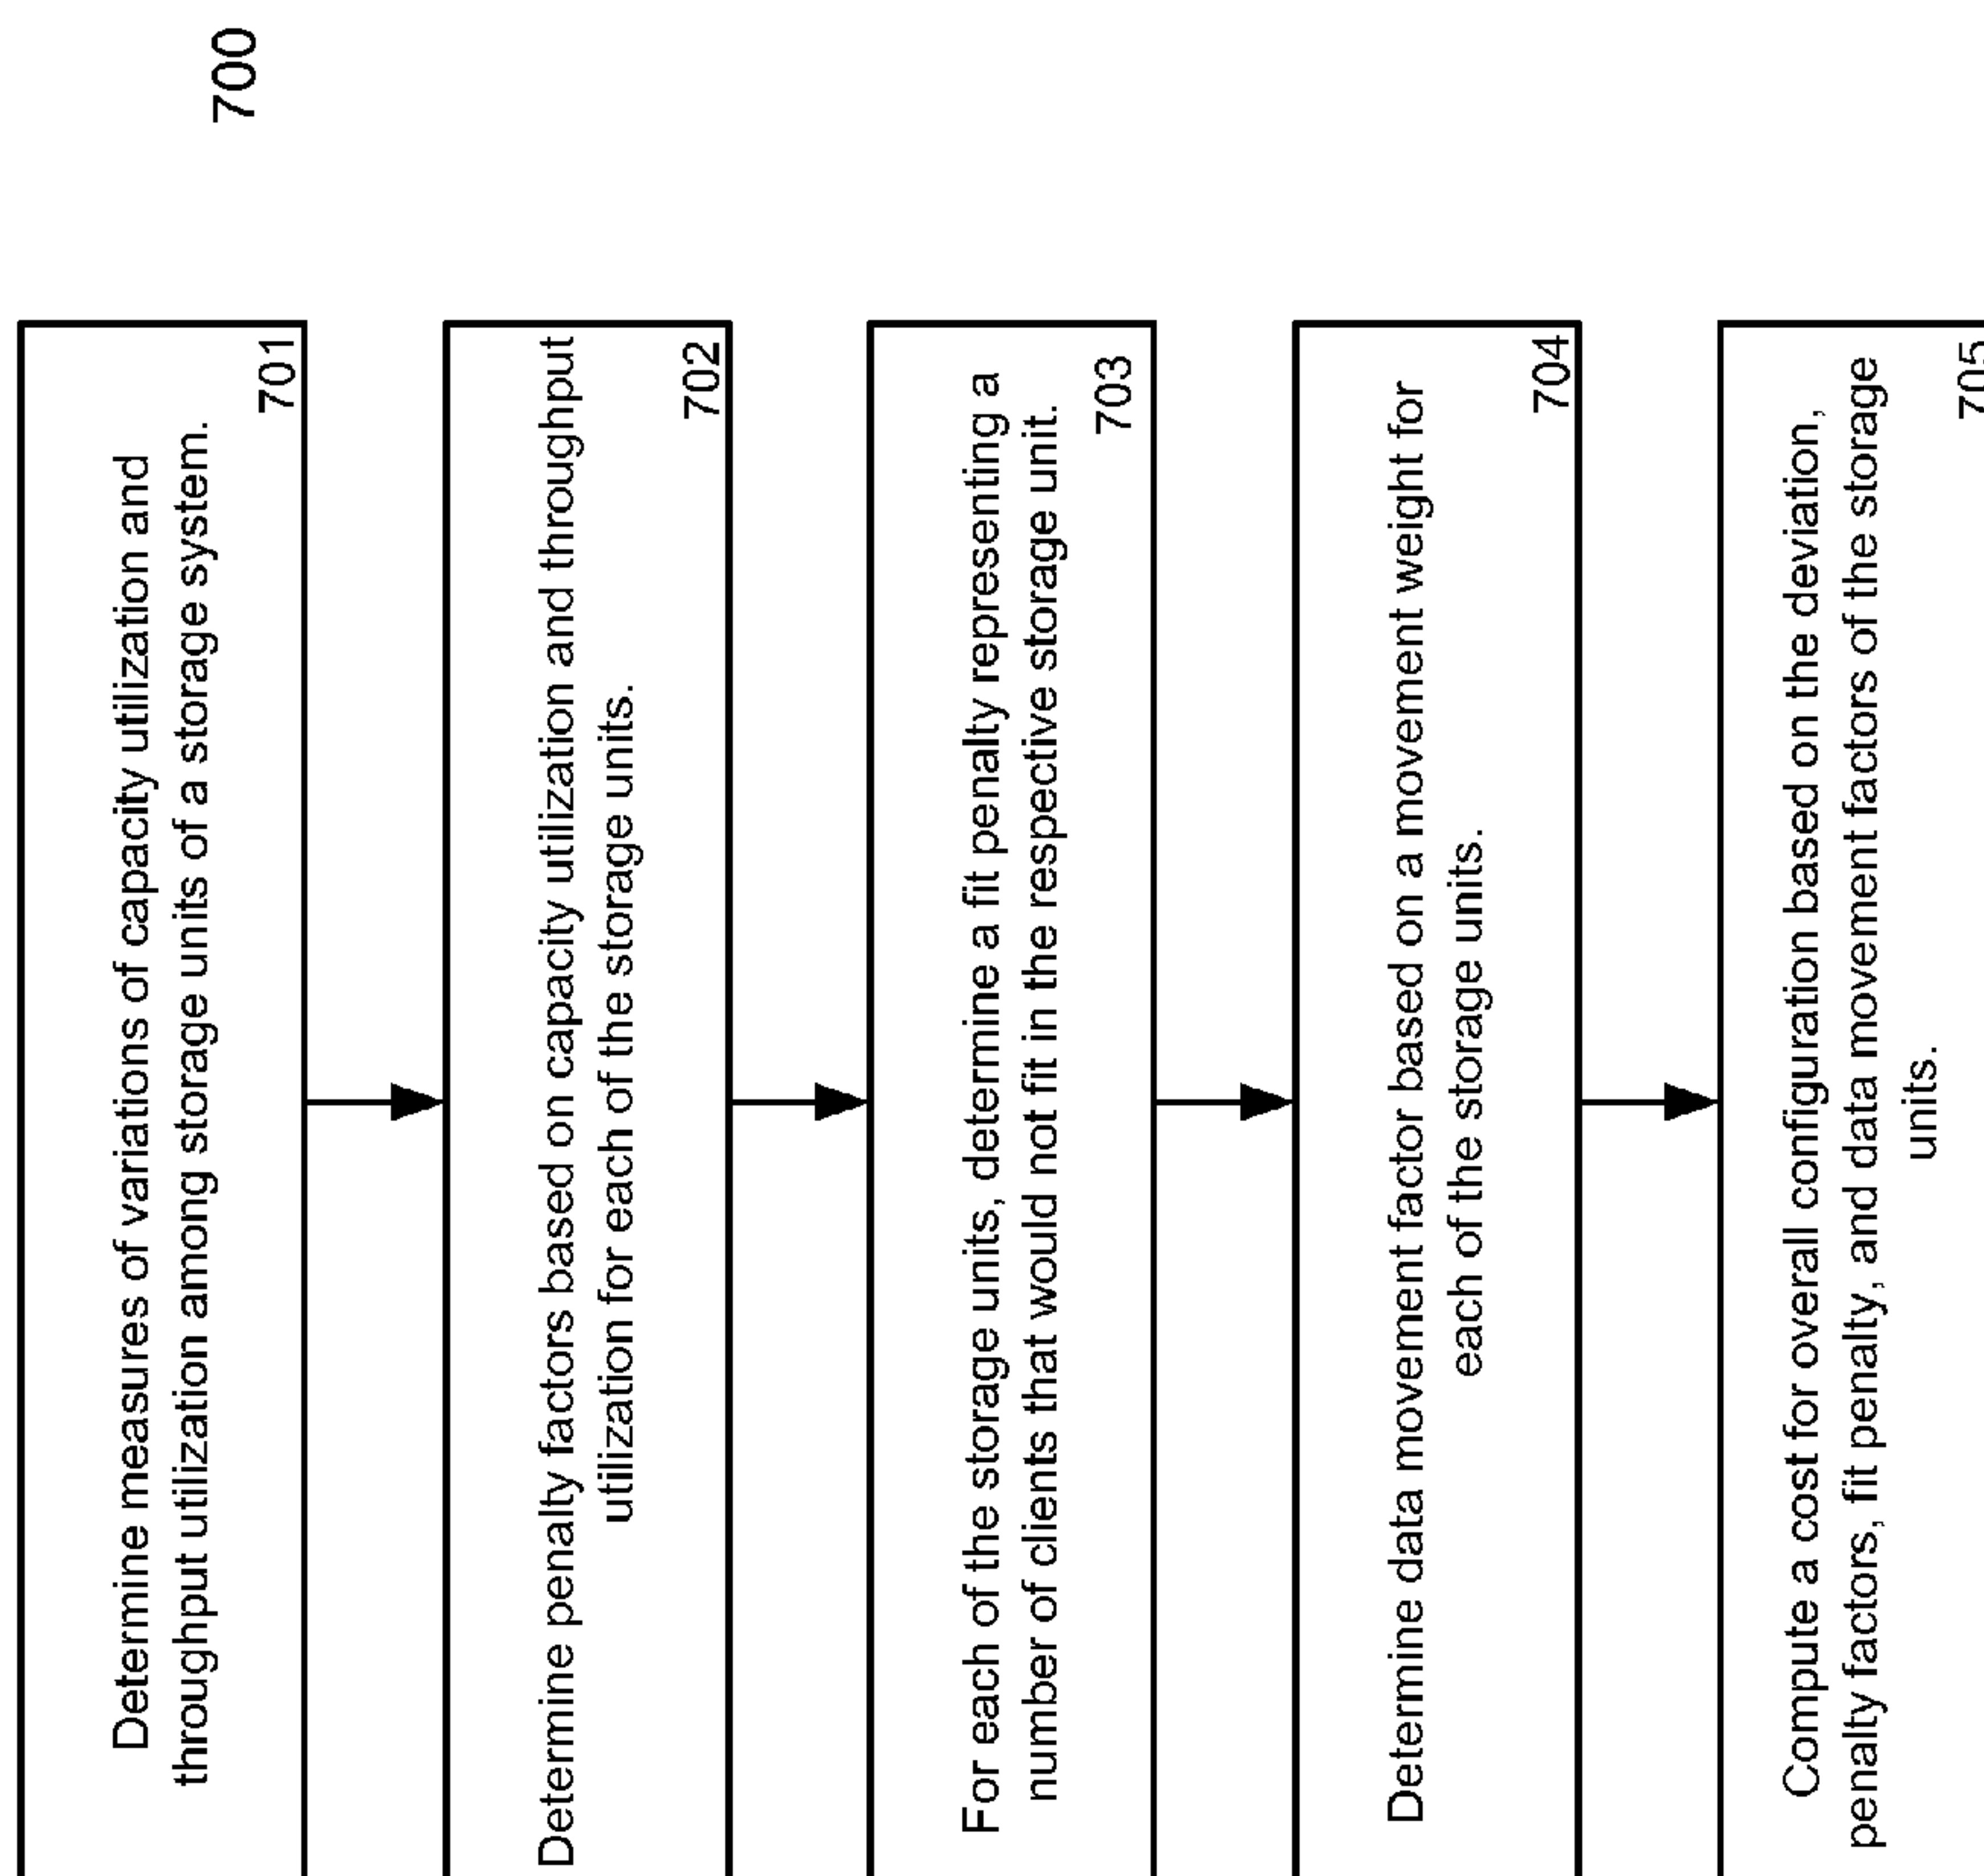 700
Determine measures of variations of capacity utilization and
throughput utilization among storage units of a storage system.
701
Determine penalty factors based on capacity utilization and throughput
utilization for each of the storage units.
702
For each of the storage units, determine a fit penalty representing a
number of clients that would not fit in the respective storage unit.
703
Determine data movement factor based on a movement weight for
each of the storage units.
704
Compute a cost for overall configuration based on the deviation,
penalty factors, fit penalty, and data movement factors of the storage
units.
705